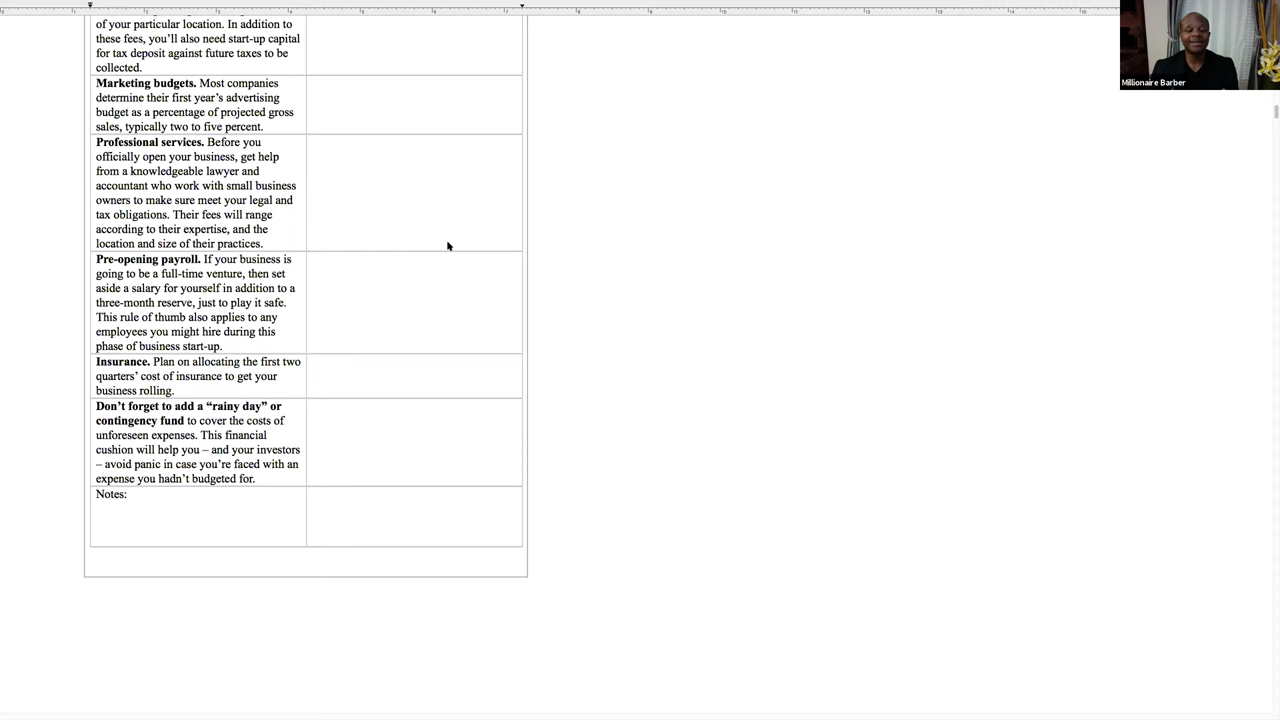 of your particular location. In addition to
these fees, you’ll also need start-up capital
for tax deposit against future taxes to be
collected.
Marketing budgets. Most companies
determine their first year’s advertising
budget as a percentage of projected gross
sales, typically two to five percent.
Professional services. Before you
officially open your business, get help
from a knowledgeable lawyer and
accountant who work with small business
owners to make sure meet your legal and
tax obligations. Their fees will range
according to their expertise, and the
location and size of their practices.
Pre-opening payroll. If your business is
going to be a full-time venture, then set
aside a salary for yourself in addition to a
three-month reserve, just to play it safe.
This rule of thumb also applies to any
employees you might hire during this
phase of business start-up.
Insurance. Plan on allocating the first two
quarters’ cost of insurance to get your
business rolling.
Don’t forget to add a “rainy day” or
contingency fund to cover the costs of
unforeseen expenses. This financial
cushion will help you – and your investors
– avoid panic in case you’re faced with an
expense you hadn’t budgeted for.
Notes:
Millionaire Barber